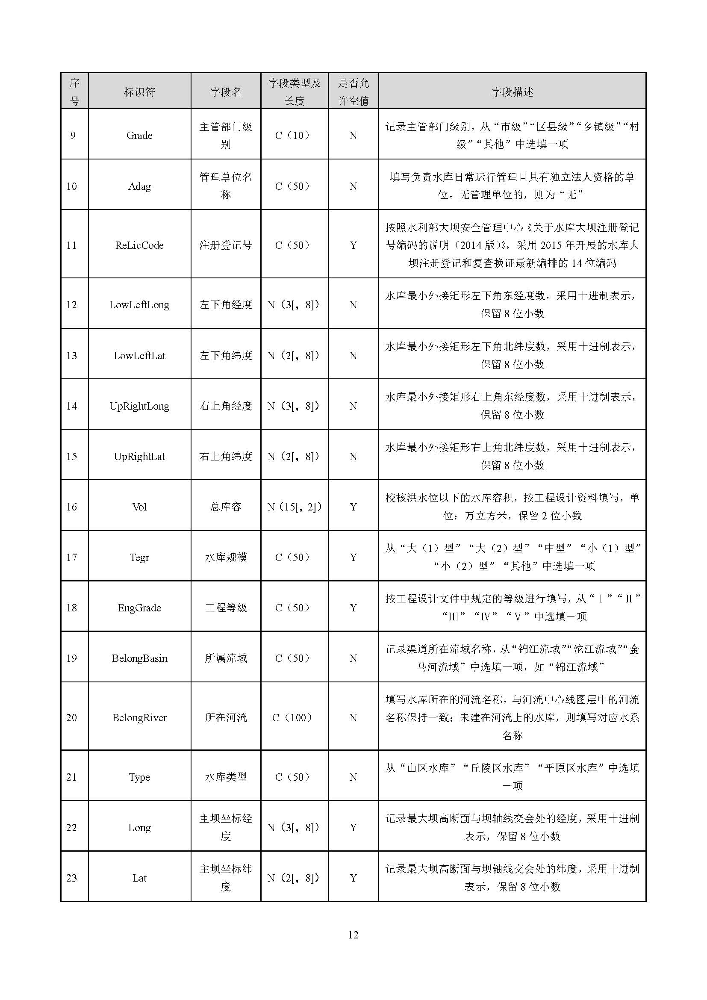 序号 标识符 字段名 字段类型及长度 是否允许空值 字段描述
9 Grade 主管部门级别 C（10） N 记录主管部门级别，从“市级”“区县级”“乡镇级”“村级”“其他”中选填一项
10 Adag 管理单位名称 C（50） N 填写负责水库日常运行管理且具有独立法人资格的单位。无管理单位的，则为“无”
11 ReLicCode 注册登记号 C（50） Y 按照水利部大坝安全管理中心《关于水库大坝注册登记号编码的说明（2014 版）》，采用 2015 年开展的水库大坝注册登记和复查换证最新编排的 14 位编码
12 LowLeftLong 左下角经度 N（3[，8]） N 水库最小外接矩形左下角东经度数，采用十进制表示，保留 8 位小数
13 LowLeftLat 左下角纬度 N（2[，8]） N 水库最小外接矩形左下角北纬度数，采用十进制表示，保留 8 位小数
14 UpRightLong 右上角经度 N（3[，8]） N 水库最小外接矩形右上角东经度数，采用十进制表示，保留 8 位小数
15 UpRightLat 右上角纬度 N（2[，8]） N 水库最小外接矩形右上角北纬度数，采用十进制表示，保留 8 位小数
16 Vol 总库容 N（15[，2]） Y 校核洪水位以下的水库容积，按工程设计资料填写，单位：万立方米，保留 2 位小数
17 Tegr 水库规模 C（50） Y 从“大（1）型”“大（2）型”“中型”“小（1）型”“小（2）型”“其他”中选填一项
18 EngGrade 工程等级 C（50） Y 按工程设计文件中规定的等级进行填写，从“Ⅰ”“Ⅱ”“Ⅲ”“Ⅳ”“Ⅴ”中选填一项
19 BelongBasin 所属流域 C（50） N 记录渠道所在流域名称，从“锦江流域”“沱江流域”“金马河流域”中选填一项，如“锦江流域”
20 BelongRiver 所在河流 C（100） N 填写水库所在的河流名称，与河流中心线图层中的河流名称保持一致；未建在河流上的水库，则填写对应水系名称
21 Type 水库类型 C（50） N 从“山区水库”“丘陵区水库”“平原区水库”中选填一项
22 Long 主坝坐标经度 N（3[，8]） Y 记录最大坝高断面与坝轴线交会处的经度，采用十进制表示，保留 8 位小数
23 Lat 主坝坐标纬度 N（2[，8]） Y 记录最大坝高断面与坝轴线交会处的纬度，采用十进制表示，保留 8 位小数
12